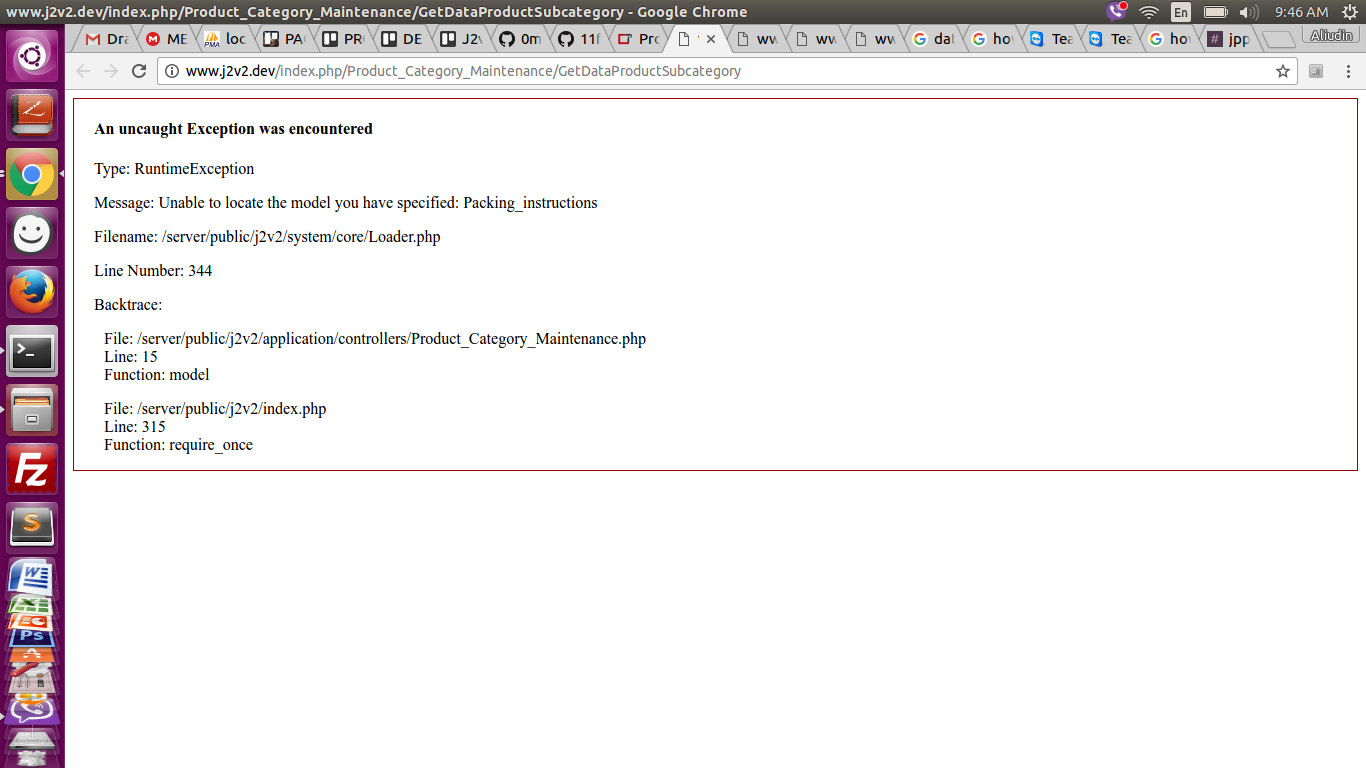 www.j2v2.dev/index.php/Product_Category_Maintenance/GetDataProductSubcategory - Google Chrome
En
9:46 AM
Dra
ME
loc
PA
PR
DE
J2v
0m
11f
Pro
ww
ww
ww
dat
ho
Tea
Tea
ho
jpp
Aliudin
www.j2v2.dev/index.php/Product_Category_Maintenance/GetDataProductSubcategory
An uncaught Exception was encountered
Type: RuntimeException
Message: Unable to locate the model you have specified: Packing_instructions
Filename: /server/public/j2v2/system/core/Loader.php
Line Number: 344
Backtrace:
File: /server/public/j2v2/application/controllers/Product_Category_Maintenance.php
Line: 15
Function: model
File: /server/public/j2v2/index.php
Line: 315
Function: require_once
Fz
S
W
Ps